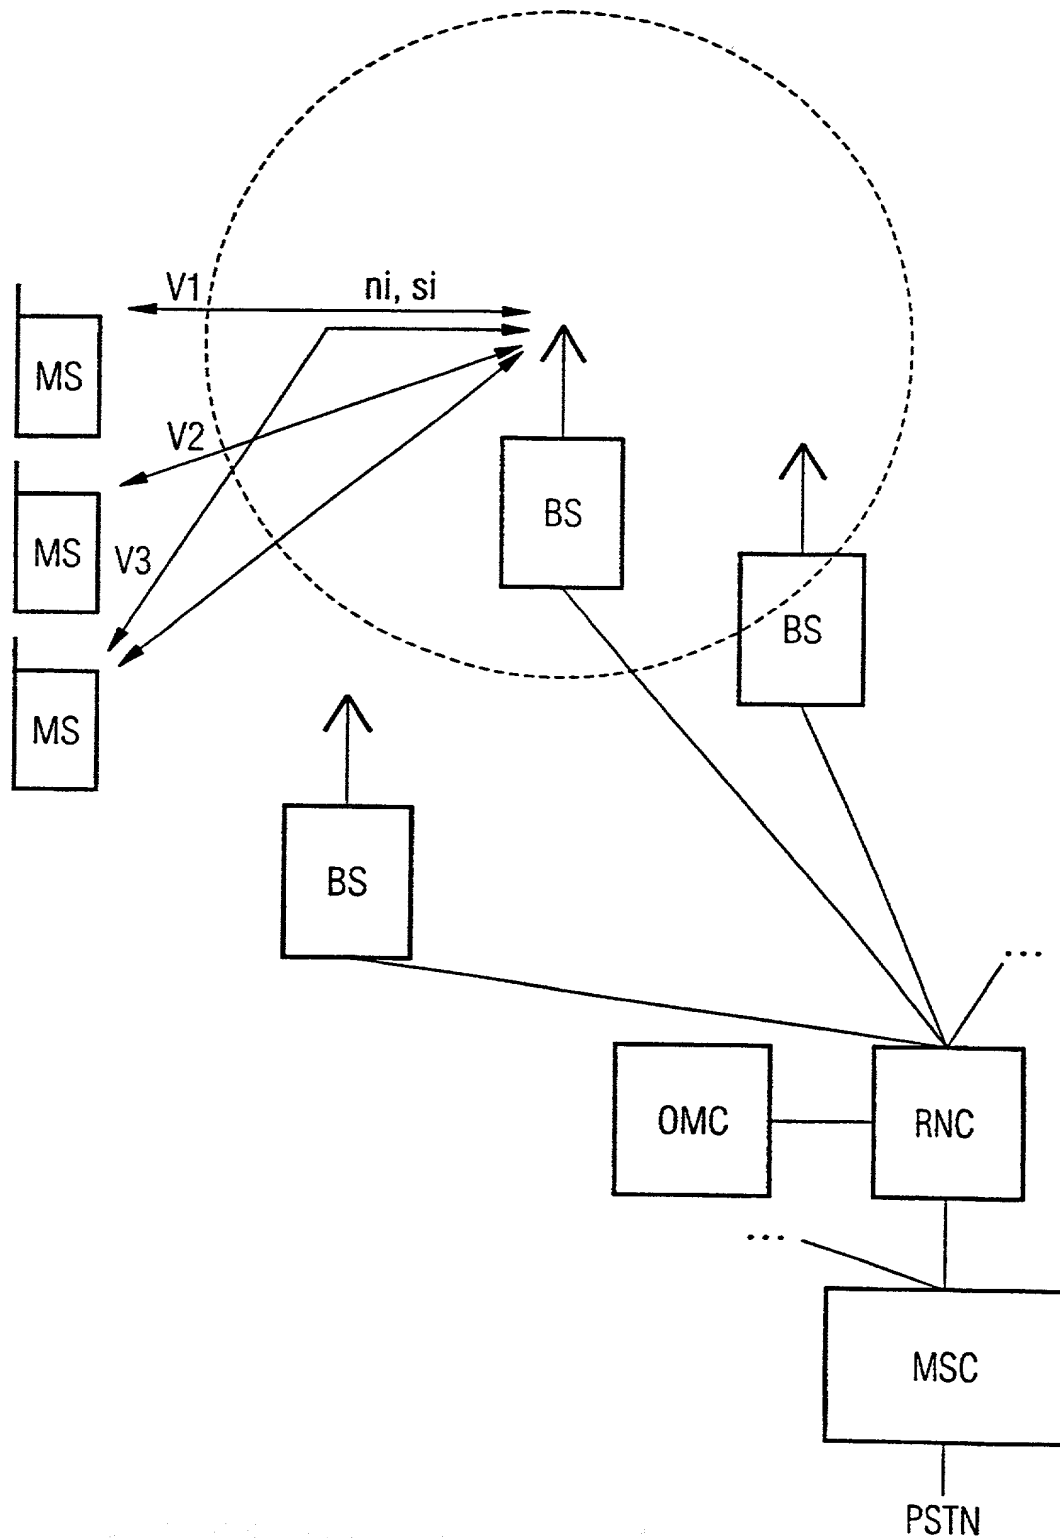 V1
ni, si
MS
V2
BS
MS
V3
BS
MS
BS
...
OMC
RNC
...
MSC
PSTN